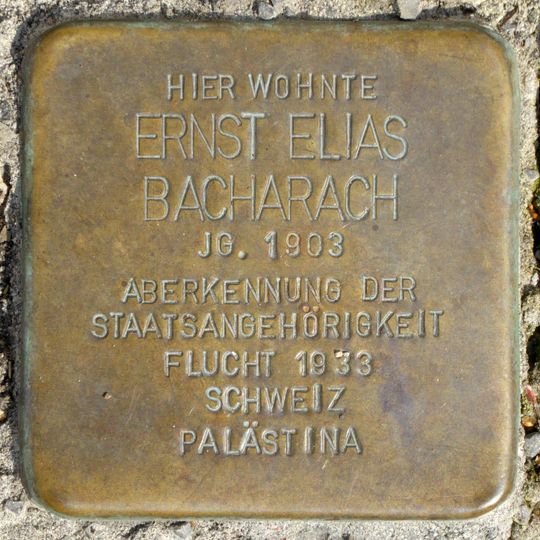 HIER WOHNTE
ERNST ELIAS
BACHARACH
JG. 1903
ABERKENNUNG DER
STAATSANGEHÖRIGKEIT
FLUCHT 1933
SCHWEIZ
PALÄSTINA